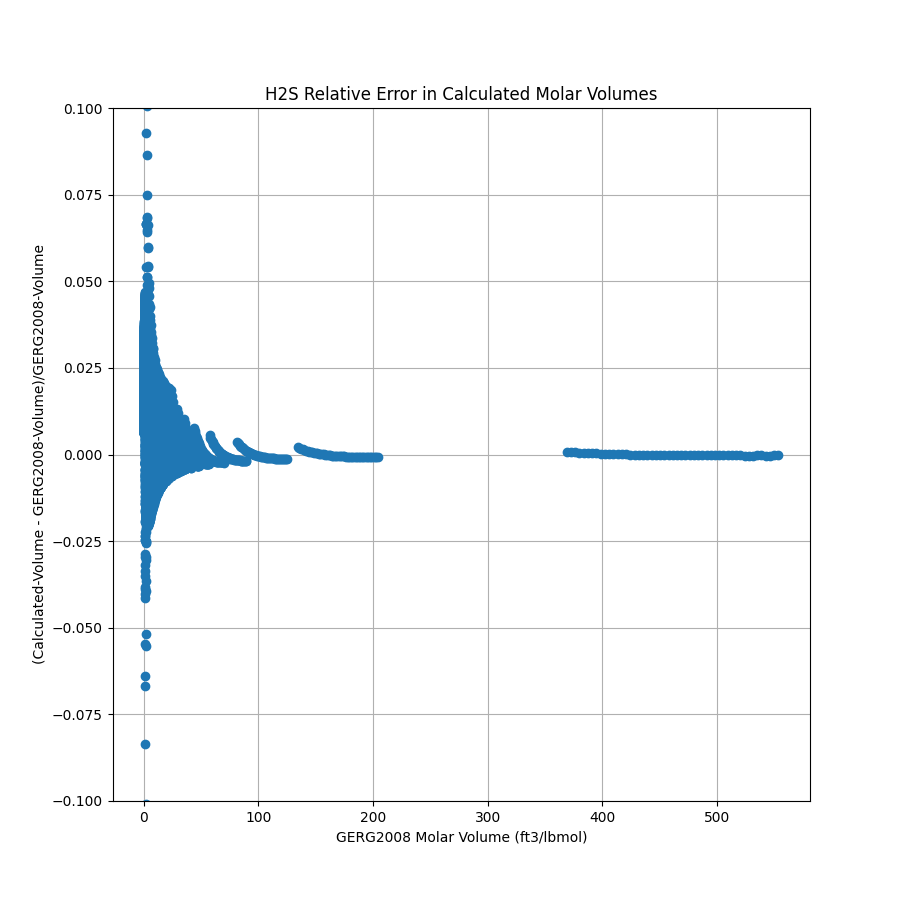 H2S Relative Error in Calculated Molar Volumes
(Calculated-Volume - GERG2008-Volume)/GERG2008-Volume
0.100
0.075
0.050
0.025
0.000
−0.025
−0.050
−0.075
−0.100
0 100 200 300 400 500
GERG2008 Molar Volume (ft3/lbmol)